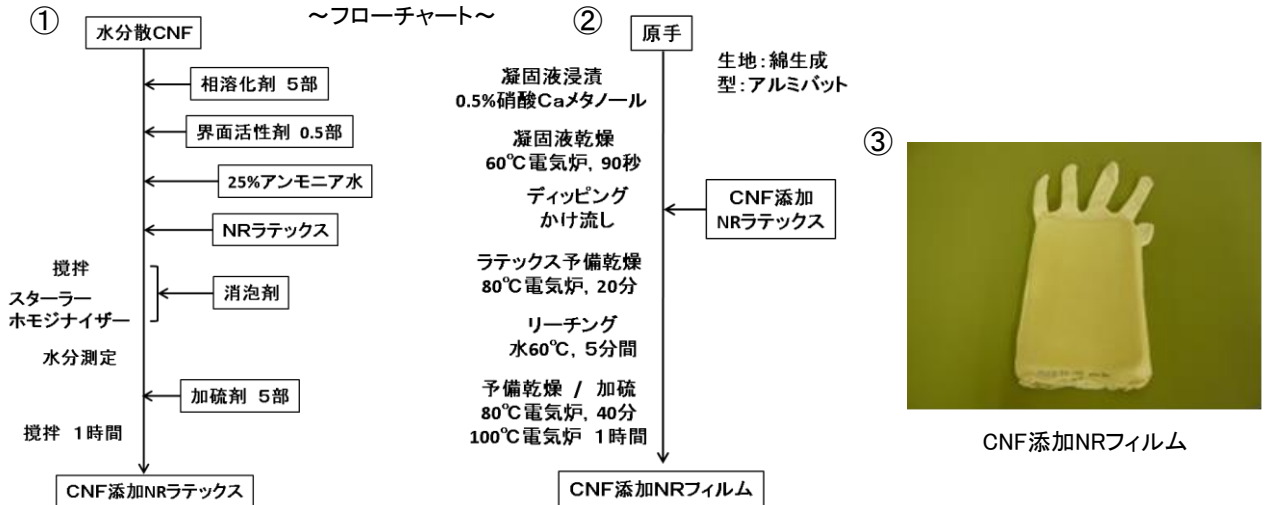 ~フローチャート~
①
水分散CNF
相溶化剤 5部
界面活性剤 0.5部
25%アンモニア水
NRラテックス
撹拌
スターラー
ホモジナイザー
消泡剤
水分測定
加硫剤 5部
撹拌 1時間
CNF添加NRラテックス
②
原手
生地:綿生成
型:アルミバット
凝固液浸漬
0.5%硝酸Caメタノール
凝固液乾燥
60℃電気炉, 90秒
ディッピング
かけ流し
CNF添加
NRラテックス
ラテックス予備乾燥
80℃電気炉, 20分
リーチング
水60℃, 5分間
予備乾燥 / 加硫
80℃電気炉, 40分
100℃電気炉 1時間
CNF添加NRフィルム
③
CNF添加NRフィルム